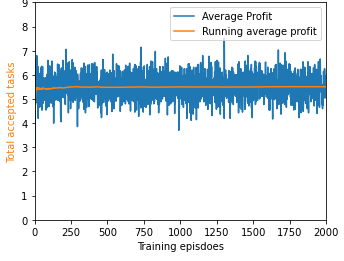 Average Profit
Running average profit
Total accepted tasks
9
8
7
6
5
4
3
2
1
0
0 250 500 750 1000 1250 1500 1750 2000
Training episdoes